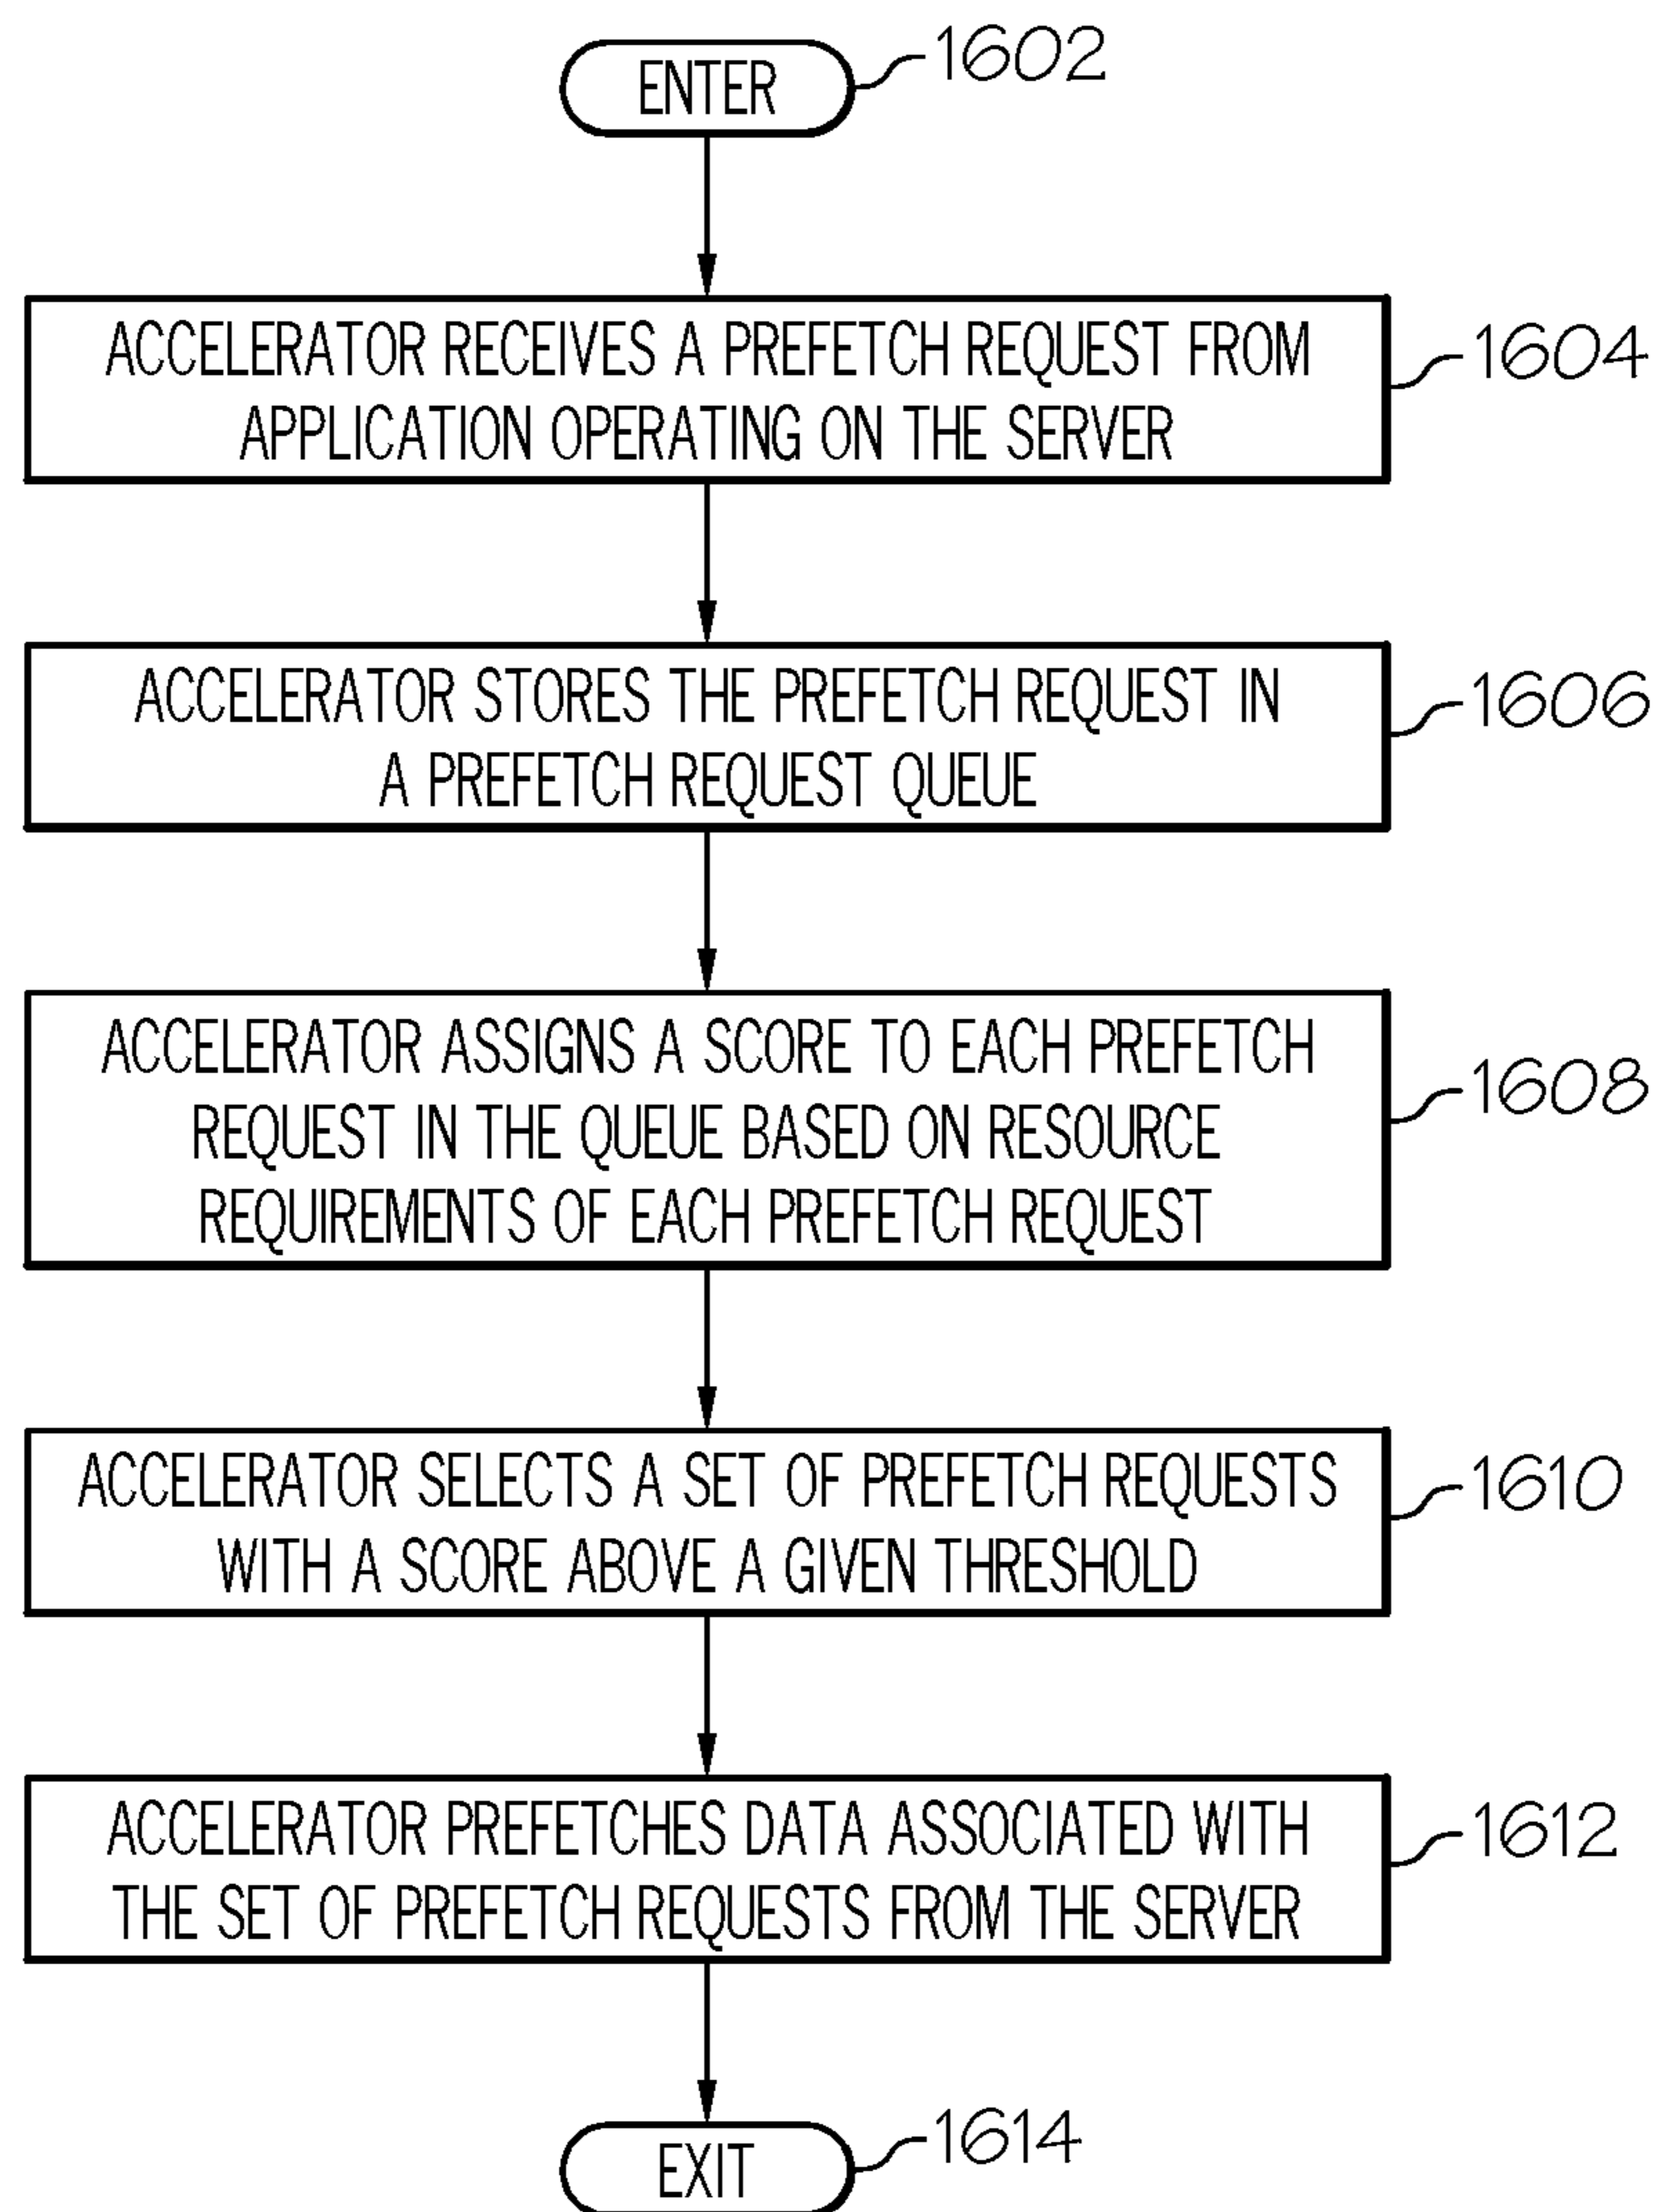 ENTER
1602
ACCELERATOR RECEIVES A PREFETCH REQUEST FROM
APPLICATION OPERATING ON THE SERVER
1604
ACCELERATOR STORES THE PREFETCH REQUEST IN
A PREFETCH REQUEST QUEUE
1606
ACCELERATOR ASSIGNS A SCORE TO EACH PREFETCH
REQUEST IN THE QUEUE BASED ON RESOURCE
REQUIREMENTS OF EACH PREFETCH REQUEST
1608
ACCELERATOR SELECTS A SET OF PREFETCH REQUESTS
WITH A SCORE ABOVE A GIVEN THRESHOLD
1610
ACCELERATOR PREFETCHES DATA ASSOCIATED WITH
THE SET OF PREFETCH REQUESTS FROM THE SERVER
1612
EXIT
1614